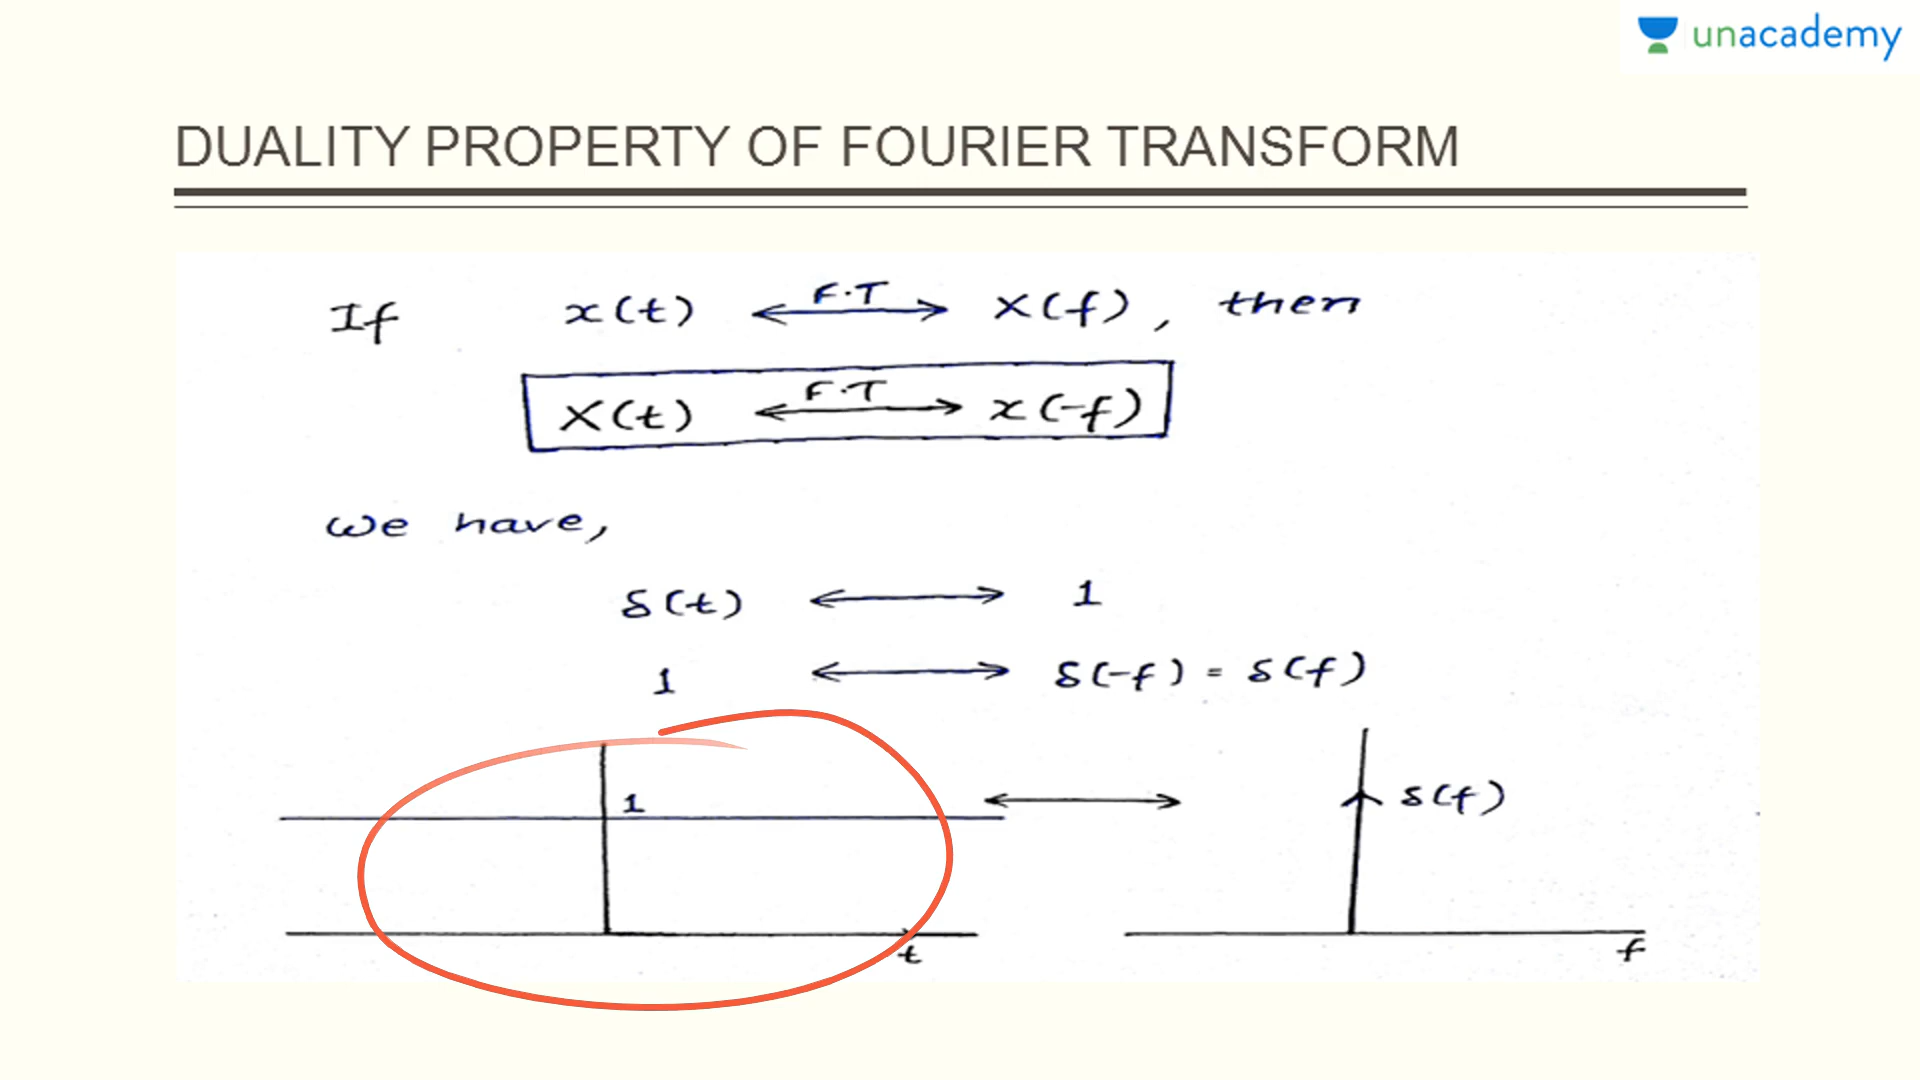 unacademy
DUALITY PROPERTY OF FOURIER TRANSFORM
If x(t) ⟷ F.T X(f), then
X(t) ⟷ F.T x(-f)
We have,
δ(t) ⟷ 1
1 ⟷ δ(-f) = δ(f)
1 ⟷ δ(f)
t f